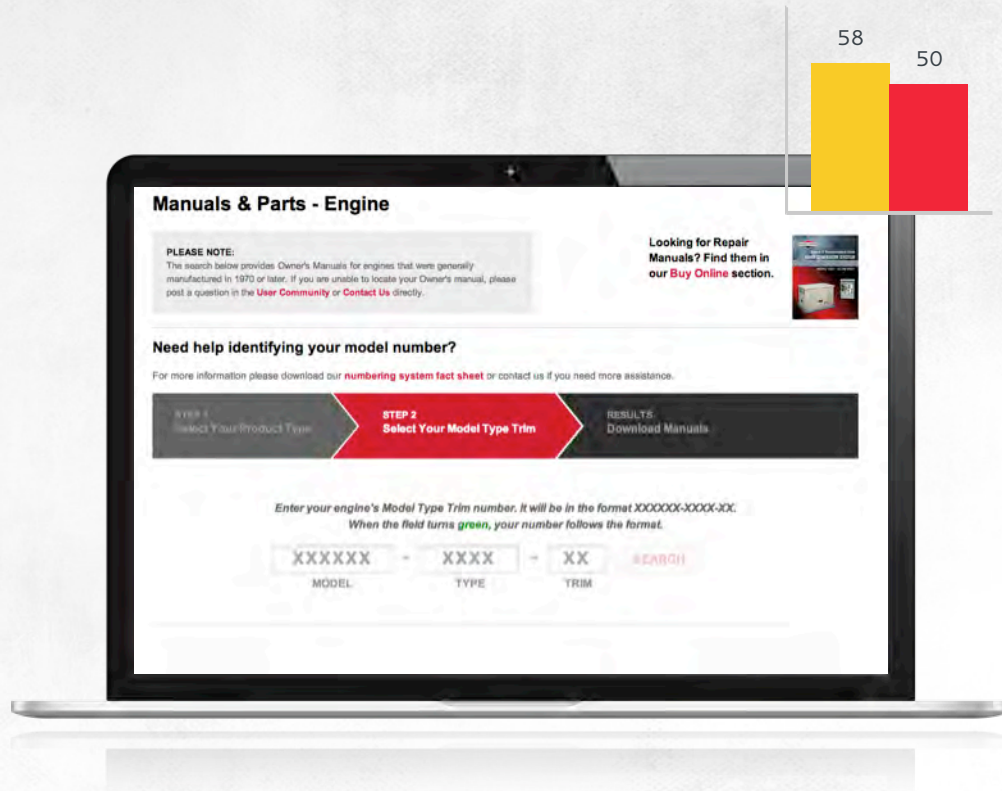 58
50
Manuals & Parts - Engine
PLEASE NOTE:
The search below provides Owner's Manuals for engines that were generally
manufactured in 1970 or later. If you are unable to locate your Owner's manual, please
post a question in the User Community or Contact Us directly.
Looking for Repair
Manuals? Find them in
our Buy Online section.
Need help identifying your model number?
For more information please download our numbering system fact sheet or contact us if you need more assistance.
STEP 1
Select Your Product Type
STEP 2
Select Your Model Type Trim
RESULTS
Download Manuals
Enter your engine's Model Type Trim number. It will be in the format XXXXXX-XXXX-XX.
When the field turns green, your number follows the format.
XXXXXX - XXXX - XX SEARCH
MODEL TYPE TRIM